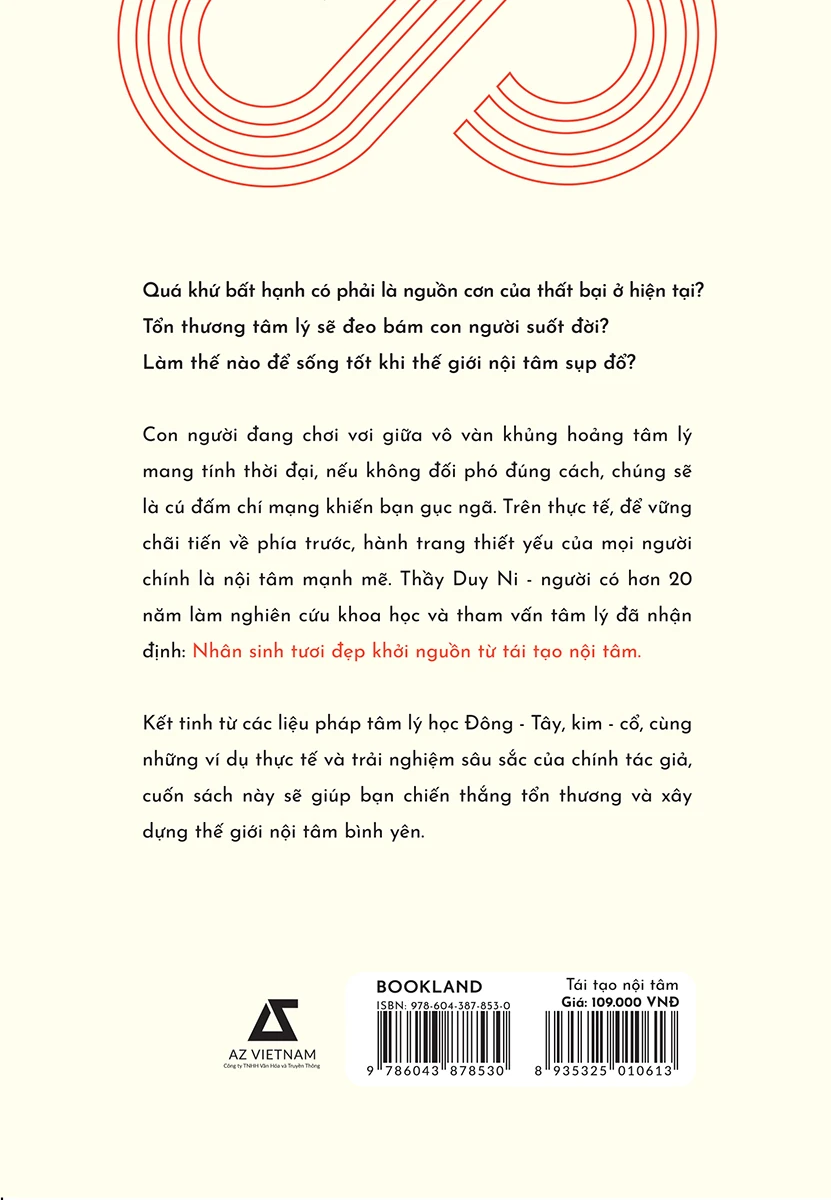 Quá khứ bất hạnh có phải là nguồn cơn của thất bại ở hiện tại?
Tổn thương tâm lý sẽ đeo bám con người suốt đời?
Làm thế nào để sống tốt khi thế giới nội tâm sụp đổ?
Con người đang chơi vơi giữa vô vàn khủng hoảng tâm lý
mang tính thời đại, nếu không đối phó đúng cách, chúng sẽ
là cú đấm chí mạng khiến bạn gục ngã. Trên thực tế, để vững
chãi tiến về phía trước, hành trang thiết yếu của mọi người
chính là nội tâm mạnh mẽ. Thầy Duy Ni - người có hơn 20
năm làm nghiên cứu khoa học và tham vấn tâm lý đã nhận
định: Nhân sinh tươi đẹp khởi nguồn từ tái tạo nội tâm.
Kết tinh từ các liệu pháp tâm lý học Đông - Tây, kim - cổ, cùng
những ví dụ thực tế và trải nghiệm sâu sắc của chính tác giả,
cuốn sách này sẽ giúp bạn chiến thắng tổn thương và xây
dựng thế giới nội tâm bình yên.
AZ VIETNAM
Công ty TNHH Văn Hóa và Truyền Thông
BOOKLAND
ISBN: 978-604-387-853-0
9 786043 878530
Tái tạo nội tâm
Giá: 109.000 VNĐ
8 935325 010613